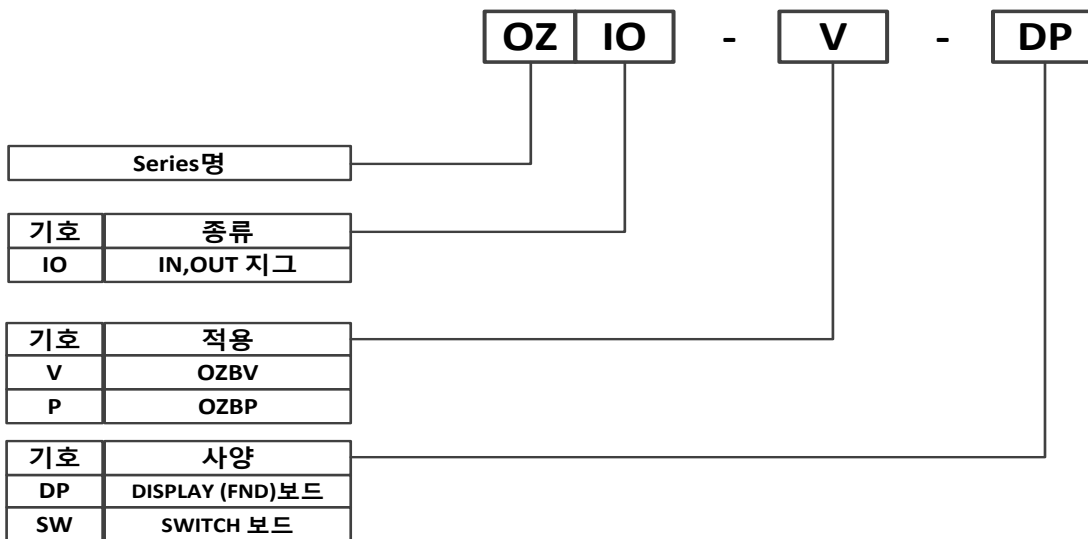 OZ IO - V - DP
Series명
기호 종류
IO IN,OUT 지그
기호 적용
V OZBV
P OZBP
기호 사양
DP DISPLAY (FND)보드
SW SWITCH 보드